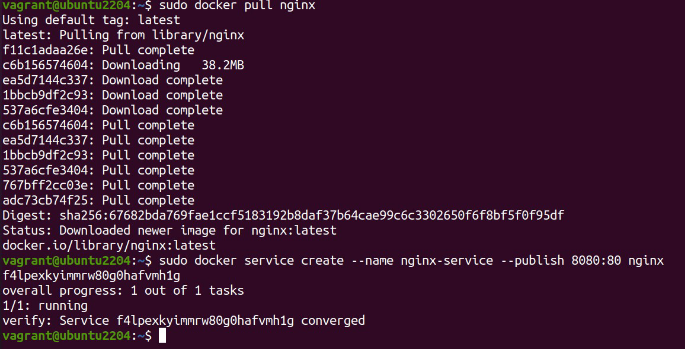 vagrant@ubuntu2204:~$ sudo docker pull nginx
Using default tag: latest
latest: Pulling from library/nginx
f11c1adaa26e: Pull complete
c6b156574604: Downloading   38.2MB
ea5d7144c337: Download complete
1bbcb9df2c93: Download complete
537a6cfe3404: Download complete
c6b156574604: Pull complete
ea5d7144c337: Pull complete
1bbcb9df2c93: Pull complete
537a6cfe3404: Pull complete
767bff2cc03e: Pull complete
adc73cb74f25: Pull complete
Digest: sha256:67682bda769fae1ccf5183192b8daf37b64cae99c6c3302650f6f8bf5f0f95df
Status: Downloaded newer image for nginx:latest
docker.io/library/nginx:latest
vagrant@ubuntu2204:~$ sudo docker service create --name nginx-service --publish 8080:80 nginx
f4lpexkyimmrw80g0hafvmh1g
overall progress: 1 out of 1 tasks
1/1: running
verify: Service f4lpexkyimmrw80g0hafvmh1g converged
vagrant@ubuntu2204:~$